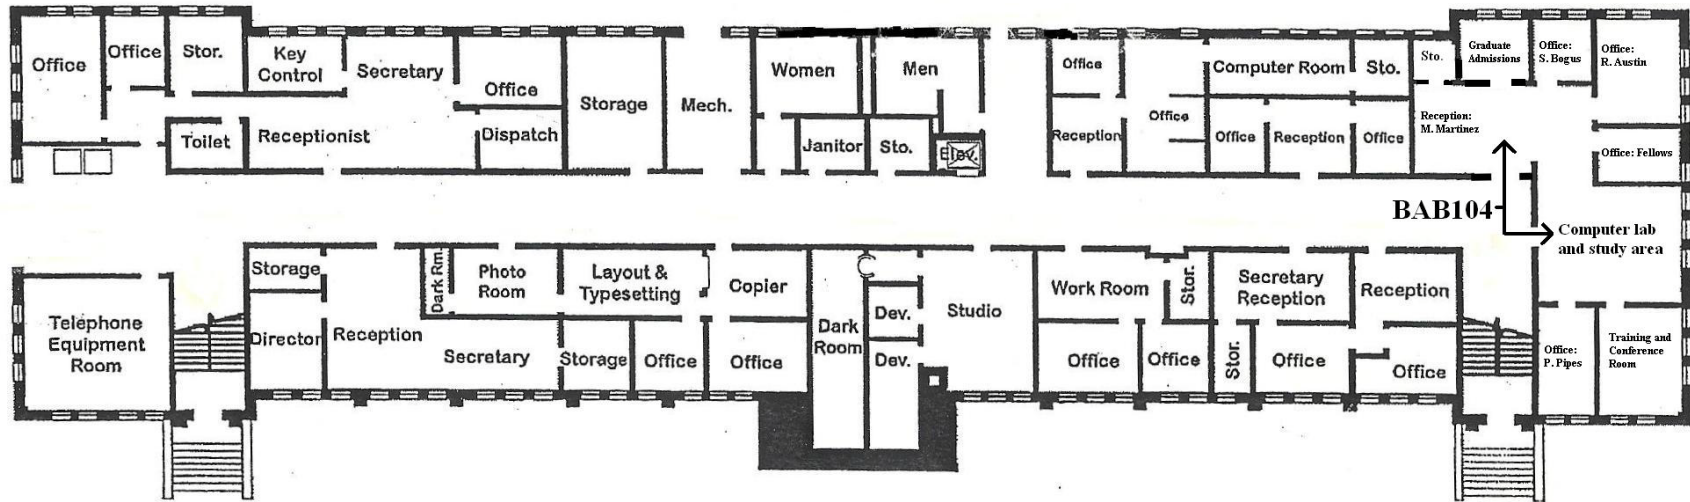 Office
Office
Stor.
Key
Control
Secretary
Office
Toilet
Receptionist
Dispatch
Storage
Mech.
Women
Men
Janitor
Sto.
Elev.
Office
Reception
Office
Computer Room
Sto.
Office
Reception
Office
Sto.
Graduate
Admissions
Office:
S. Bogus
Office:
R. Austin
Reception:
M. Martinez
Office: Fellows
BAB104
Computer lab
and study area
Telephone
Equipment
Room
Storage
Director
Reception
Dark Rm.
Photo
Room
Secretary
Layout &
Typesetting
Storage
Office
Copier
Office
Dark
Room
Dev.
Dev.
Studio
Work Room
Stor.
Office
Office
Secretary
Reception
Stor.
Office
Reception
Office
Office:
P. Pipes
Training and
Conference
Room